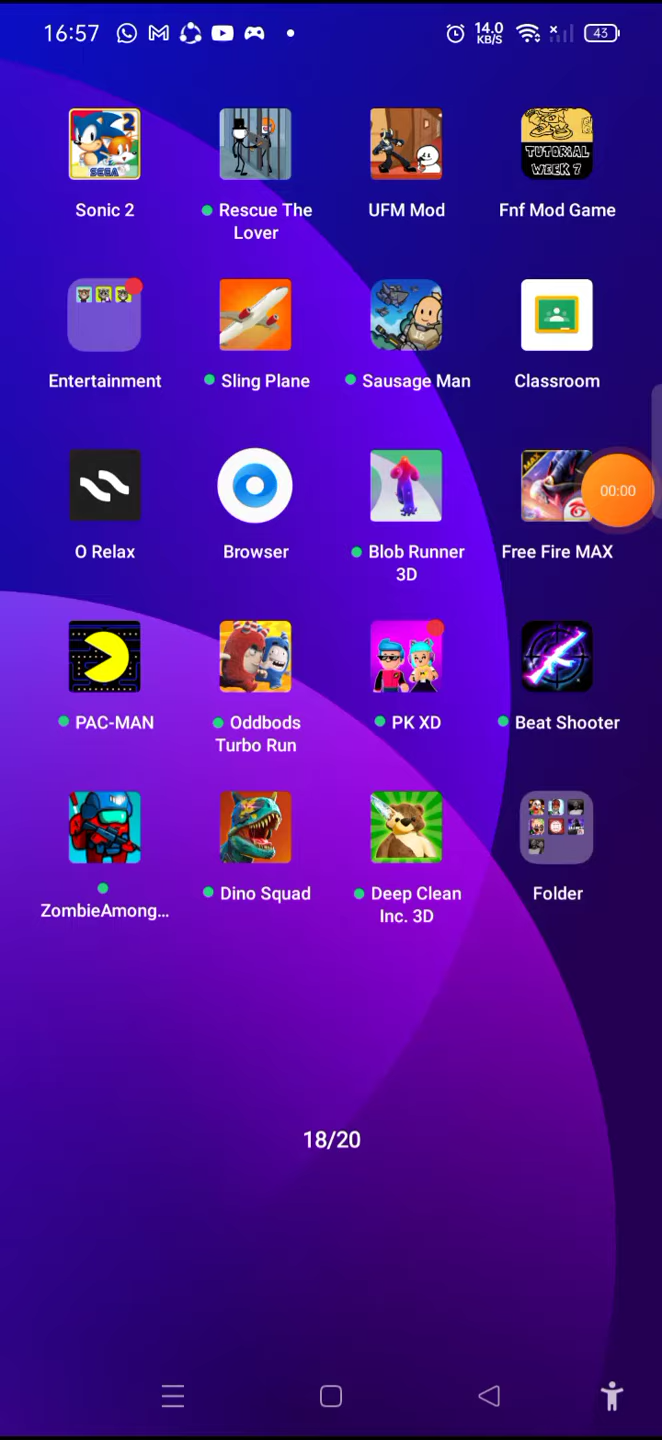 16:57
14.0
KB/S
43
2
SEGA
TUTORIAL
WEEK 7
Sonic 2
Rescue The
Lover
UFM Mod
Fnf Mod Game
Entertainment
Sling Plane
Sausage Man
Classroom
MAX
00:00
O Relax
Browser
Blob Runner
3D
Free Fire MAX
PAC-MAN
Oddbods
Turbo Run
PK XD
Beat Shooter
ZombieAmong...
Dino Squad
Deep Clean
Inc. 3D
Folder
18/20